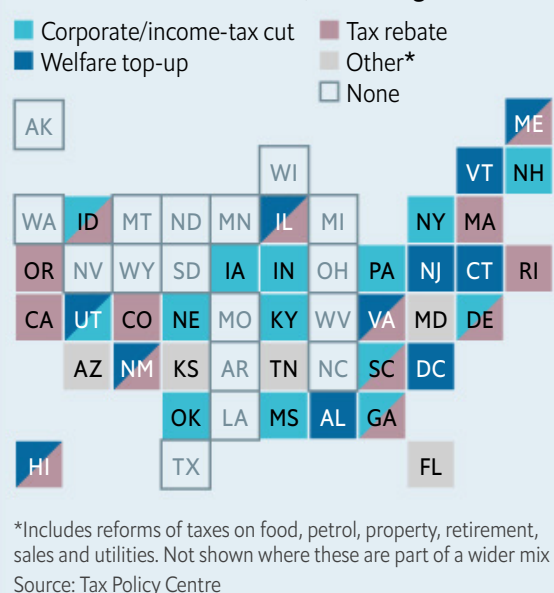 Corporate/income-tax cut Tax rebate
Welfare top-up Other*
None
AK ME
WI VT NH
WA ID MT ND MN IL MI NY MA
OR NV WY SD IA IN OH PA NJ CT RI
CA UT CO NE MO KY WV VA MD DE
AZ NM KS AR TN NC SC DC
OK LA MS AL GA
HI TX FL
*Includes reforms of taxes on food, petrol, property, retirement,
sales and utilities. Not shown where these are part of a wider mix
Source: Tax Policy Centre